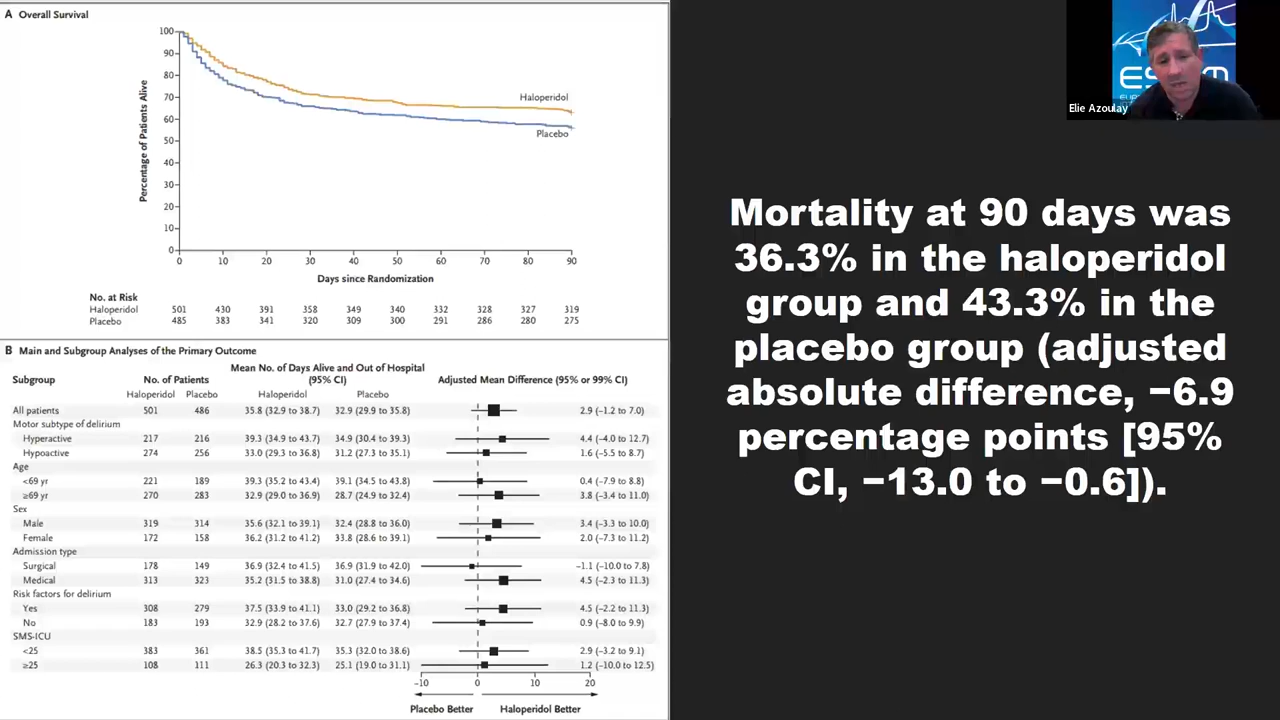 A Overall Survival
100
90
80
70
60
50
40
30
20
10
0
Percentage of Patients Alive
Haloperidol
Placebo
0 10 20 30 40 50 60 70 80 90
Days since Randomization
No. at Risk
Haloperidol 501 430 391 358 349 340 332 328 327 319
Placebo 485 383 341 320 309 300 291 286 280 275
B Main and Subgroup Analyses of the Primary Outcome
Subgroup No. of Patients Mean No. of Days Alive and Out of Hospital (95% CI) Adjusted Mean Difference (95% or 99% CI)
Haloperidol Placebo Haloperidol Placebo
All patients 501 486 35.8 (32.9 to 38.7) 32.9 (29.9 to 35.8) 2.9 (−1.2 to 7.0)
Motor subtype of delirium
Hyperactive 217 216 39.3 (34.9 to 43.7) 34.9 (30.4 to 39.3) 4.4 (−4.0 to 12.7)
Hypoactive 274 256 33.0 (29.3 to 36.8) 31.2 (27.3 to 35.1) 1.6 (−5.5 to 8.7)
Age
<69 yr 221 189 39.3 (35.2 to 43.4) 39.1 (34.5 to 43.8) 0.4 (−7.9 to 8.8)
≥69 yr 270 283 32.9 (29.0 to 36.9) 28.7 (24.9 to 32.4) 3.8 (−3.4 to 11.0)
Sex
Male 319 314 35.6 (32.1 to 39.1) 32.4 (28.8 to 36.0) 3.4 (−3.3 to 10.0)
Female 172 158 36.2 (31.2 to 41.2) 33.8 (28.6 to 39.1) 2.0 (−7.3 to 11.2)
Admission type
Surgical 178 149 36.9 (32.4 to 41.5) 36.9 (31.9 to 42.0) −1.1 (−10.0 to 7.8)
Medical 313 323 35.2 (31.5 to 38.8) 31.0 (27.4 to 34.6) 4.5 (−2.3 to 11.3)
Risk factors for delirium
Yes 308 279 37.5 (33.9 to 41.1) 33.0 (29.2 to 36.8) 4.5 (−2.2 to 11.3)
No 183 193 32.9 (28.2 to 37.6) 32.7 (27.9 to 37.4) 0.9 (−8.0 to 9.9)
SMS-ICU
<25 383 361 38.5 (35.3 to 41.7) 35.3 (32.0 to 38.6) 2.9 (−3.2 to 9.1)
≥25 108 111 26.3 (20.3 to 32.3) 25.1 (19.0 to 31.1) 1.2 (−10.0 to 12.5)
−10 0 10 20
Placebo Better Haloperidol Better
Elie Azoulay
Mortality at 90 days was
36.3% in the haloperidol
group and 43.3% in the
placebo group (adjusted
absolute difference, −6.9
percentage points [95%
CI, −13.0 to −0.6]).